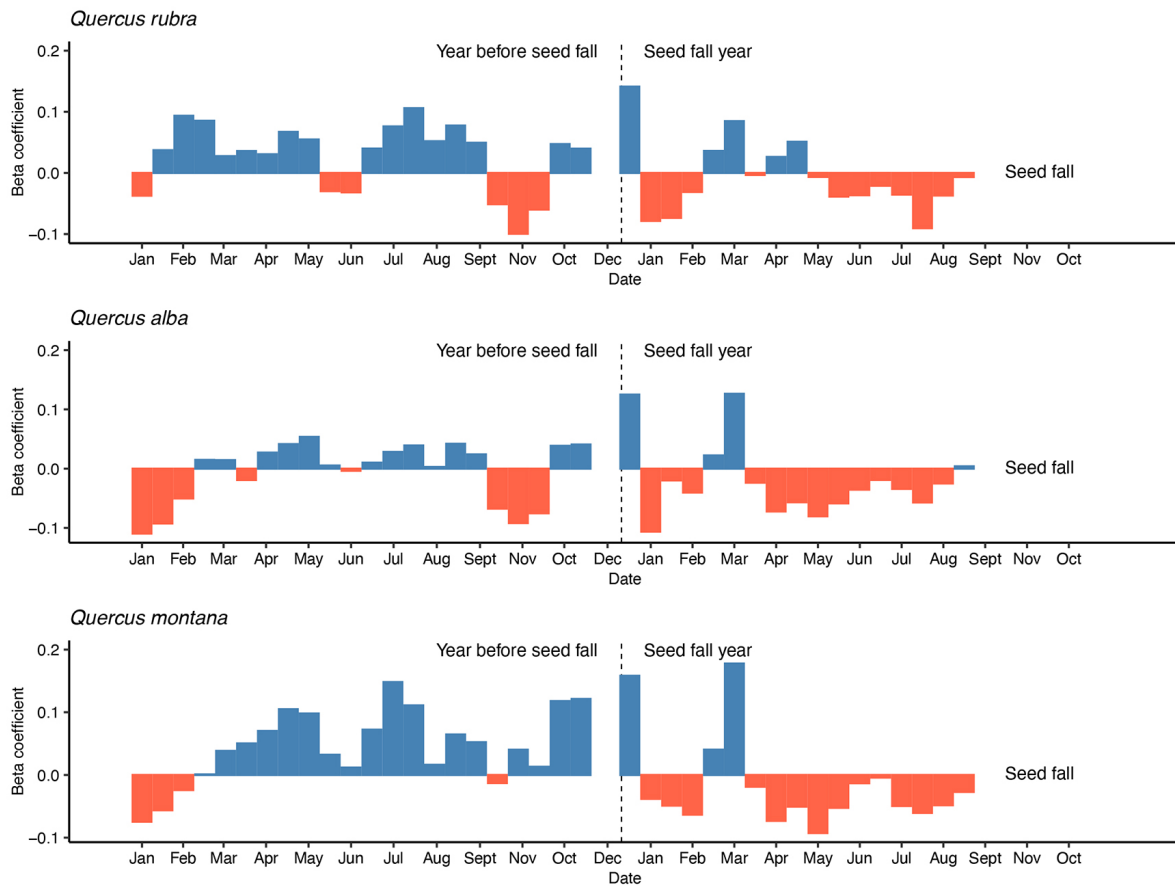 Quercus rubra
Year before seed fall Seed fall year
0.2
0.1
0.0
−0.1
Beta coefficient
Seed fall
Jan Feb Mar Apr May Jun Jul Aug Sept Nov Oct Dec Jan Feb Mar Apr May Jun Jul Aug Sept Nov Oct
Date
Quercus alba
Year before seed fall Seed fall year
0.2
0.1
0.0
−0.1
Beta coefficient
Seed fall
Jan Feb Mar Apr May Jun Jul Aug Sept Nov Oct Dec Jan Feb Mar Apr May Jun Jul Aug Sept Nov Oct
Date
Quercus montana
Year before seed fall Seed fall year
0.2
0.1
0.0
−0.1
Beta coefficient
Seed fall
Jan Feb Mar Apr May Jun Jul Aug Sept Nov Oct Dec Jan Feb Mar Apr May Jun Jul Aug Sept Nov Oct
Date